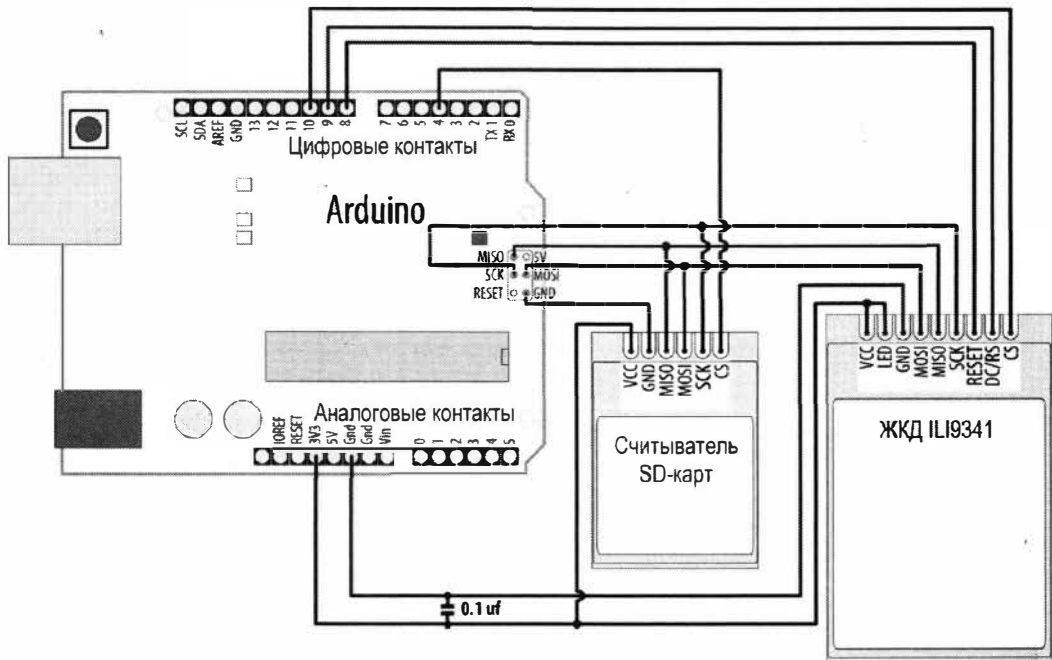 SCL
SDA
AREF
GND
13
12
11
10
9
8
7
6
5
4
3
2
TX 1
RX 0
Цифровые контакты
Arduino
MISO
5V
SCK
MOSI
RESET
GND
VCC
GND
MISO
MOSI
SCK
CS
Считыватель
SD-карт
VCC
LED
GND
MOSI
MISO
SCK
RESET
DC/RS
CS
ЖКД ILI9341
Аналоговые контакты
IOREF
RESET
3V3
5V
Gnd
Gnd
Vin
0
1
2
3
4
5
0.1 uf